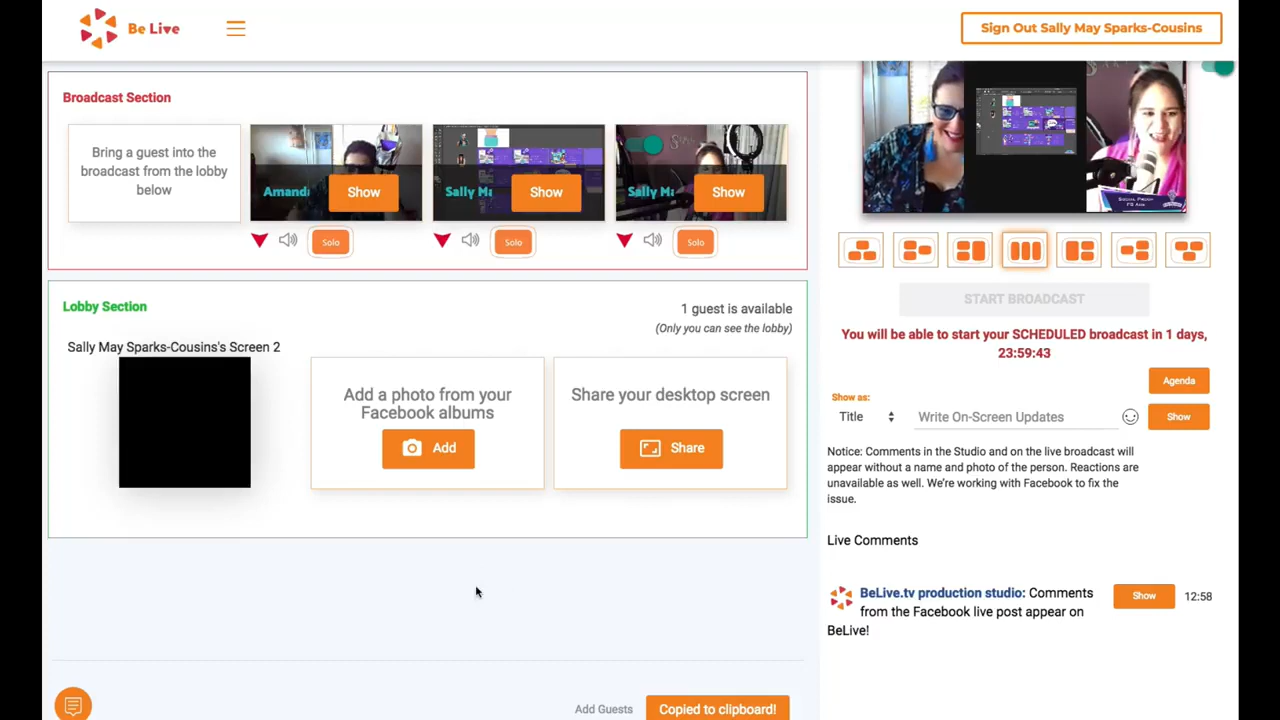 Be Live
Sign Out Sally May Sparks-Cousins
Broadcast Section
Bring a guest into the
broadcast from the lobby
below
Amandi
Show
Sally Mi
Show
Sally Mi
Show
Solo
Solo
Solo
SOCIAL PROOF
FB Ads
START BROADCAST
You will be able to start your SCHEDULED broadcast in 1 days,
23:59:43
Lobby Section
1 guest is available
(Only you can see the lobby)
Sally May Sparks-Cousins's Screen 2
Add a photo from your
Facebook albums
Add
Share your desktop screen
Share
Agenda
Show as:
Title
Write On-Screen Updates
Show
Notice: Comments in the Studio and on the live broadcast will
appear without a name and photo of the person. Reactions are
unavailable as well. We're working with Facebook to fix the
issue.
Live Comments
BeLive.tv production studio: Comments
from the Facebook live post appear on
BeLive!
Show
12:58
Add Guests
Copied to clipboard!